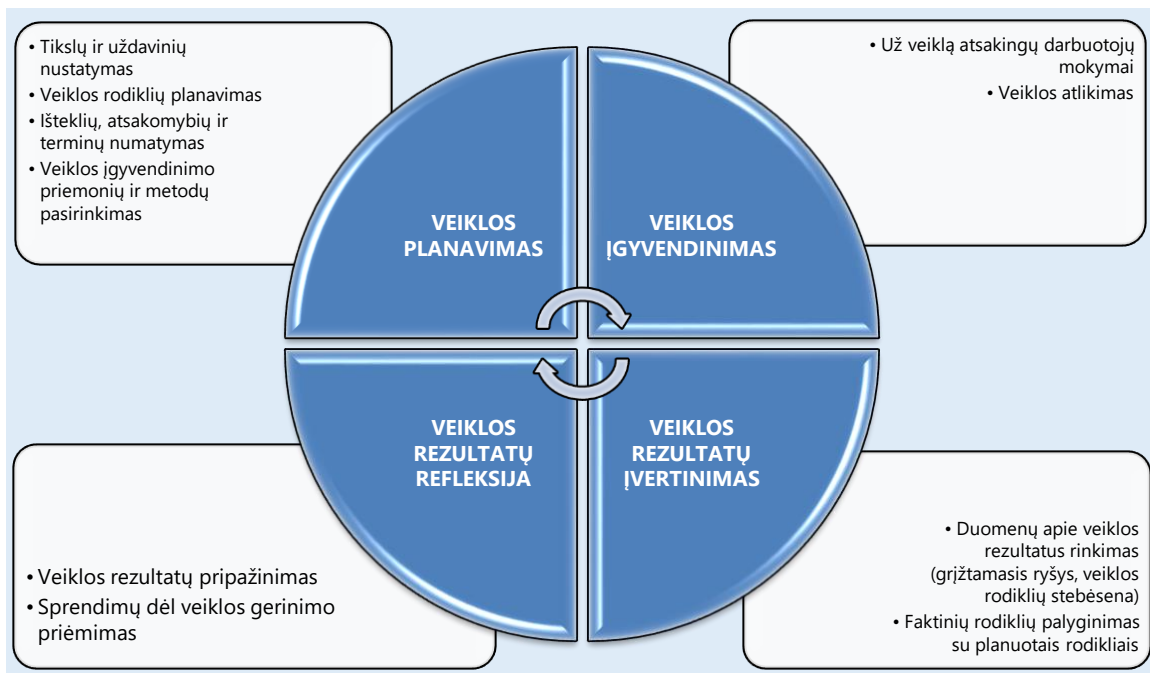 • Tikslų ir uždavinių
nustatymas
• Veiklos rodiklių planavimas
• Išteklių, atsakomybių ir
terminų numatymas
• Veiklos įgyvendinimo
priemonių ir metodų
pasirinkimas
• Už veiklą atsakingų darbuotojų
mokymai
• Veiklos atlikimas
VEIKLOS
PLANAVIMAS
VEIKLOS
ĮGYVENDINIMAS
VEIKLOS
REZULTATŲ
REFLEKSIJA
VEIKLOS
REZULTATŲ
ĮVERTINIMAS
• Veiklos rezultatų pripažinimas
• Sprendimų dėl veiklos gerinimo
priėmimas
• Duomenų apie veiklos
rezultatus rinkimas
(grįžtamasis ryšys, veiklos
rodiklių stebėsena)
• Faktinių rodiklių palyginimas
su planuotais rodikliais